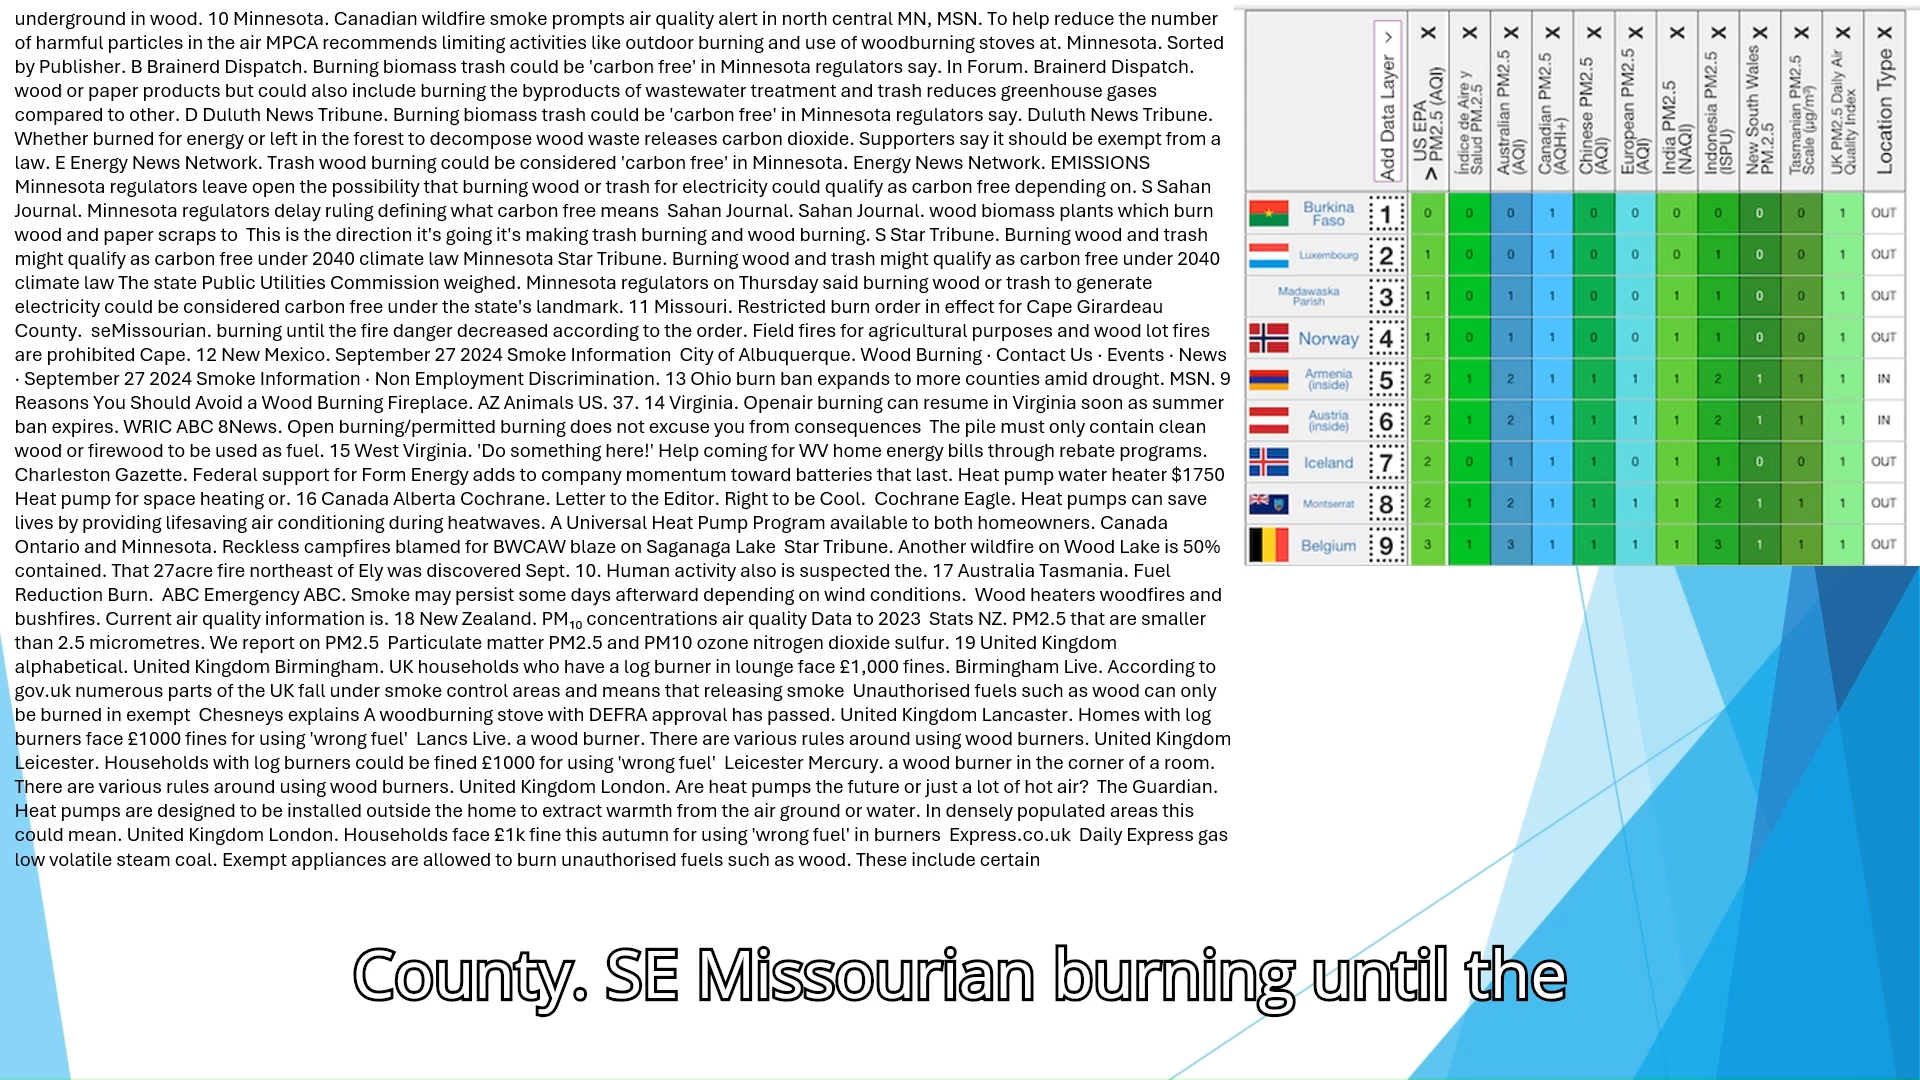 underground in wood. 10 Minnesota. Canadian wildfire smoke prompts air quality alert in north central MN, MSN. To help reduce the number
of harmful particles in the air MPCA recommends limiting activities like outdoor burning and use of woodburning stoves at. Minnesota. Sorted
by Publisher. B Brainerd Dispatch. Burning biomass trash could be 'carbon free' in Minnesota regulators say. In Forum. Brainerd Dispatch.
wood or paper products but could also include burning the byproducts of wastewater treatment and trash reduces greenhouse gases
compared to other. D Duluth News Tribune. Burning biomass trash could be 'carbon free' in Minnesota regulators say. Duluth News Tribune.
Whether burned for energy or left in the forest to decompose wood waste releases carbon dioxide. Supporters say it should be exempt from a
law. E Energy News Network. Trash wood burning could be considered 'carbon free' in Minnesota. Energy News Network. EMISSIONS
Minnesota regulators leave open the possibility that burning wood or trash for electricity could qualify as carbon free depending on. S Sahan
Journal. Minnesota regulators delay ruling defining what carbon free means  Sahan Journal. Sahan Journal. wood biomass plants which burn
wood and paper scraps to  This is the direction it's going it's making trash burning and wood burning. S Star Tribune. Burning wood and trash
might qualify as carbon free under 2040 climate law Minnesota Star Tribune. Burning wood and trash might qualify as carbon free under 2040
climate law The state Public Utilities Commission weighed. Minnesota regulators on Thursday said burning wood or trash to generate
electricity could be considered carbon free under the state's landmark. 11 Missouri. Restricted burn order in effect for Cape Girardeau
County.  seMissourian. burning until the fire danger decreased according to the order. Field fires for agricultural purposes and wood lot fires
are prohibited Cape. 12 New Mexico. September 27 2024 Smoke Information  City of Albuquerque. Wood Burning · Contact Us · Events · News
· September 27 2024 Smoke Information · Non Employment Discrimination. 13 Ohio burn ban expands to more counties amid drought. MSN. 9
Reasons You Should Avoid a Wood Burning Fireplace. AZ Animals US. 37. 14 Virginia. Openair burning can resume in Virginia soon as summer
ban expires. WRIC ABC 8News. Open burning/permitted burning does not excuse you from consequences  The pile must only contain clean
wood or firewood to be used as fuel. 15 West Virginia. 'Do something here!' Help coming for WV home energy bills through rebate programs.
Charleston Gazette. Federal support for Form Energy adds to company momentum toward batteries that last. Heat pump water heater $1750
Heat pump for space heating or. 16 Canada Alberta Cochrane. Letter to the Editor. Right to be Cool.  Cochrane Eagle. Heat pumps can save
lives by providing lifesaving air conditioning during heatwaves. A Universal Heat Pump Program available to both homeowners. Canada
Ontario and Minnesota. Reckless campfires blamed for BWCAW blaze on Saganaga Lake  Star Tribune. Another wildfire on Wood Lake is 50%
contained. That 27acre fire northeast of Ely was discovered Sept. 10. Human activity also is suspected the. 17 Australia Tasmania. Fuel
Reduction Burn.  ABC Emergency ABC. Smoke may persist some days afterward depending on wind conditions.  Wood heaters woodfires and
bushfires. Current air quality information is. 18 New Zealand. PM₁₀ concentrations air quality Data to 2023  Stats NZ. PM2.5 that are smaller
than 2.5 micrometres. We report on PM2.5  Particulate matter PM2.5 and PM10 ozone nitrogen dioxide sulfur. 19 United Kingdom
alphabetical. United Kingdom Birmingham. UK households who have a log burner in lounge face £1,000 fines. Birmingham Live. According to
gov.uk numerous parts of the UK fall under smoke control areas and means that releasing smoke  Unauthorised fuels such as wood can only
be burned in exempt  Chesneys explains A woodburning stove with DEFRA approval has passed. United Kingdom Lancaster. Homes with log
burners face £1000 fines for using 'wrong fuel'  Lancs Live. a wood burner. There are various rules around using wood burners. United Kingdom
Leicester. Households with log burners could be fined £1000 for using 'wrong fuel'  Leicester Mercury. a wood burner in the corner of a room.
There are various rules around using wood burners. United Kingdom London. Are heat pumps the future or just a lot of hot air?  The Guardian.
Heat pumps are designed to be installed outside the home to extract warmth from the air ground or water. In densely populated areas this
could mean. United Kingdom London. Households face £1k fine this autumn for using 'wrong fuel' in burners  Express.co.uk  Daily Express gas
low volatile steam coal. Exempt appliances are allowed to burn unauthorised fuels such as wood. These include certain
Add Data Layer
X US EPA
> PM2.5 (AQI)
X Índice de Aire y
Salud PM2.5
X Australian PM2.5
(AQI)
X Canadian PM2.5
(AQHI+)
X Chinese PM2.5
(AQI)
X European PM2.5
(AQI)
X India PM2.5
(NAQI)
X Indonesia PM2.5
(ISPU)
X New South Wales
PM2.5
X Tasmanian PM2.5
Scale (µg/m³)
X UK PM2.5 Daily Air
Quality Index
X Location Type
Burkina Faso 1 0 0 0 1 0 0 0 0 0 0 1 OUT
Luxembourg 2 1 0 0 1 0 0 0 1 0 0 1 OUT
Madawaska Parish 3 1 0 1 1 0 0 1 1 0 0 1 OUT
Norway 4 1 0 1 1 0 0 1 1 0 0 1 OUT
Armenia (inside) 5 2 1 2 1 1 1 1 2 1 1 1 IN
Austria (inside) 6 2 1 2 1 1 1 1 2 1 1 1 IN
Iceland 7 2 0 1 1 1 0 1 1 0 0 1 OUT
Montserrat 8 2 1 2 1 1 1 1 2 1 1 1 OUT
Belgium 9 3 1 3 1 1 1 1 3 1 1 1 OUT
County. SE Missourian burning until the